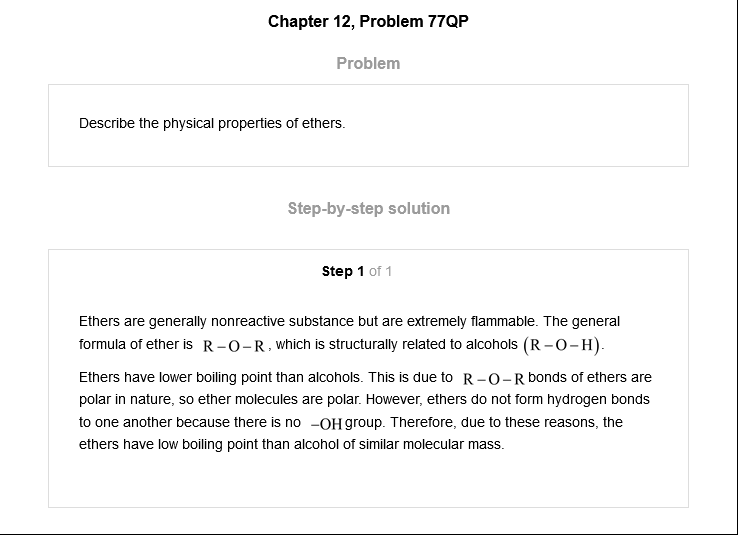 Chapter 12, Problem 77QP
Problem
Describe the physical properties of ethers.
Step-by-step solution
Step 1 of 1
Ethers are generally nonreactive substance but are extremely flammable. The general
formula of ether is R–O–R, which is structurally related to alcohols (R–O–H).
Ethers have lower boiling point than alcohols. This is due to R–O–R bonds of ethers are
polar in nature, so ether molecules are polar. However, ethers do not form hydrogen bonds
to one another because there is no –OH group. Therefore, due to these reasons, the
ethers have low boiling point than alcohol of similar molecular mass.